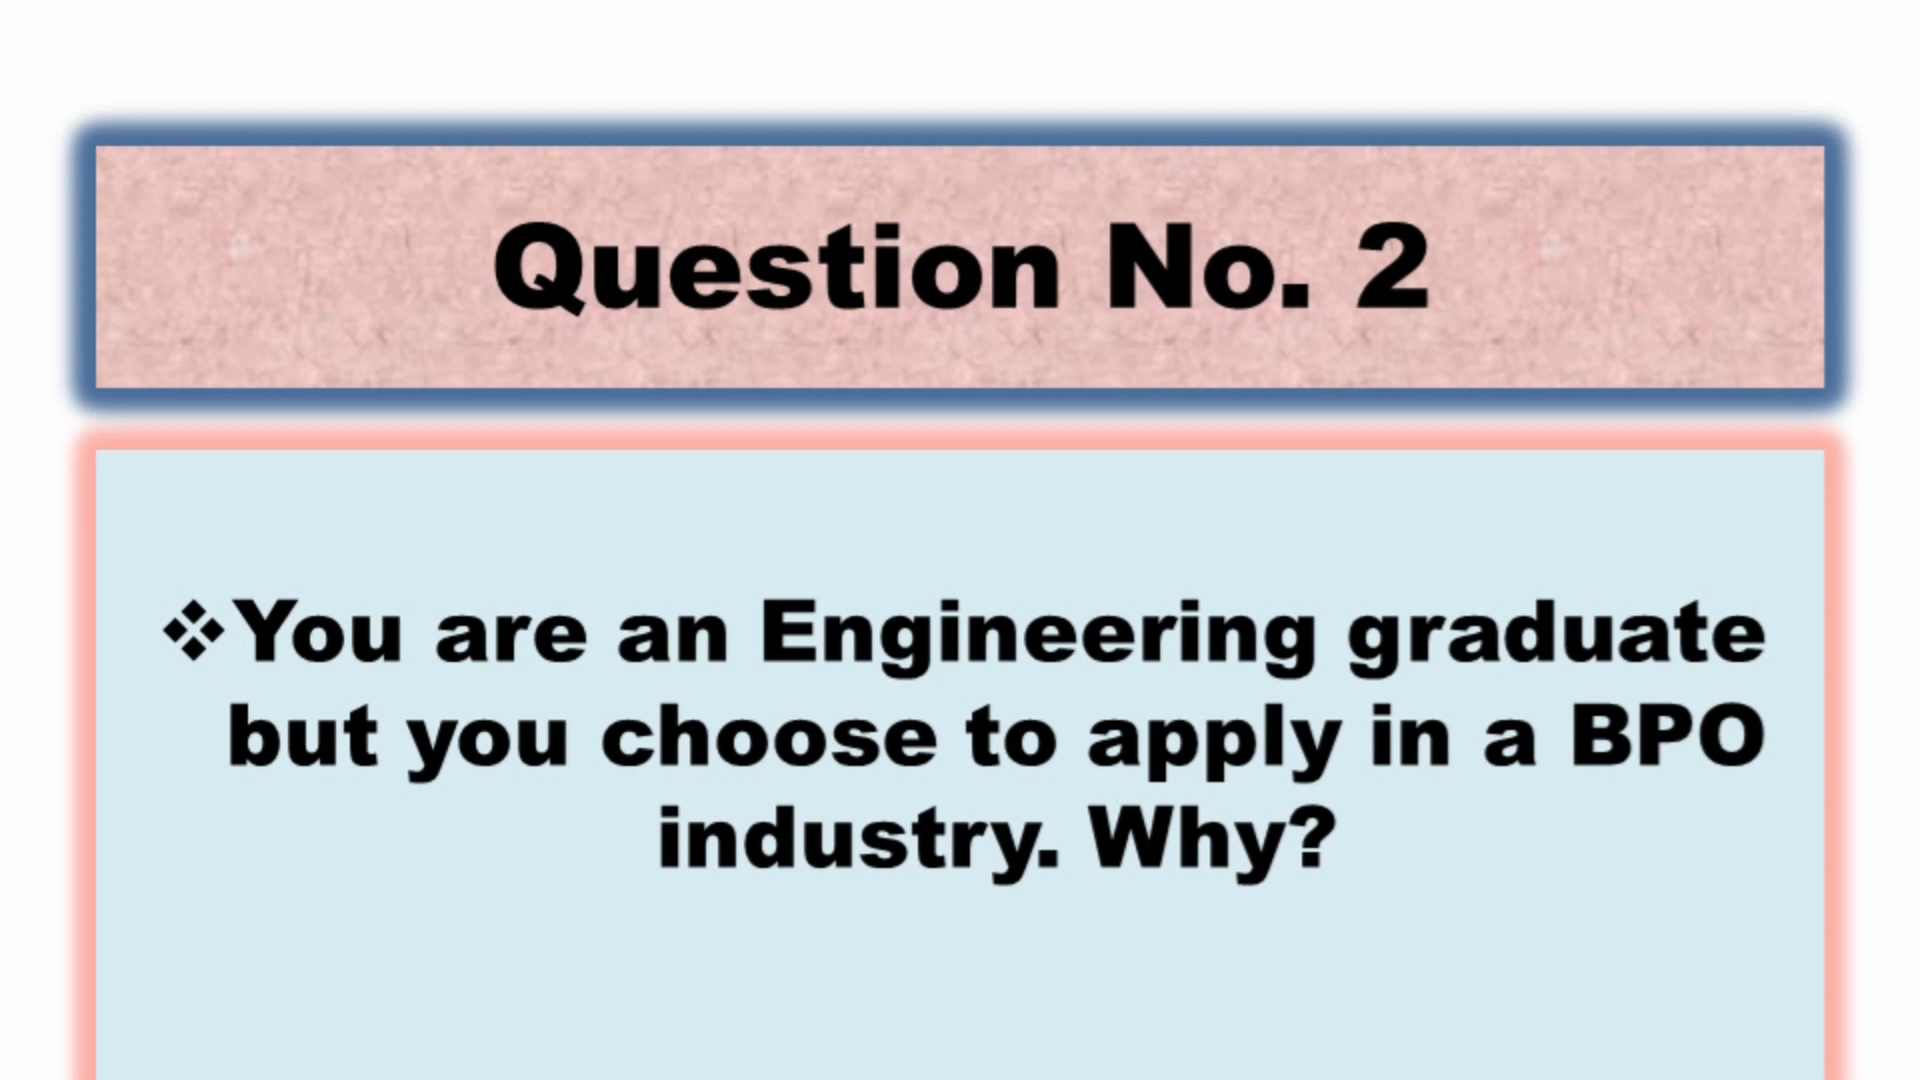 Question No. 2
❖You are an Engineering graduate
but you choose to apply in a BPO
industry. Why?